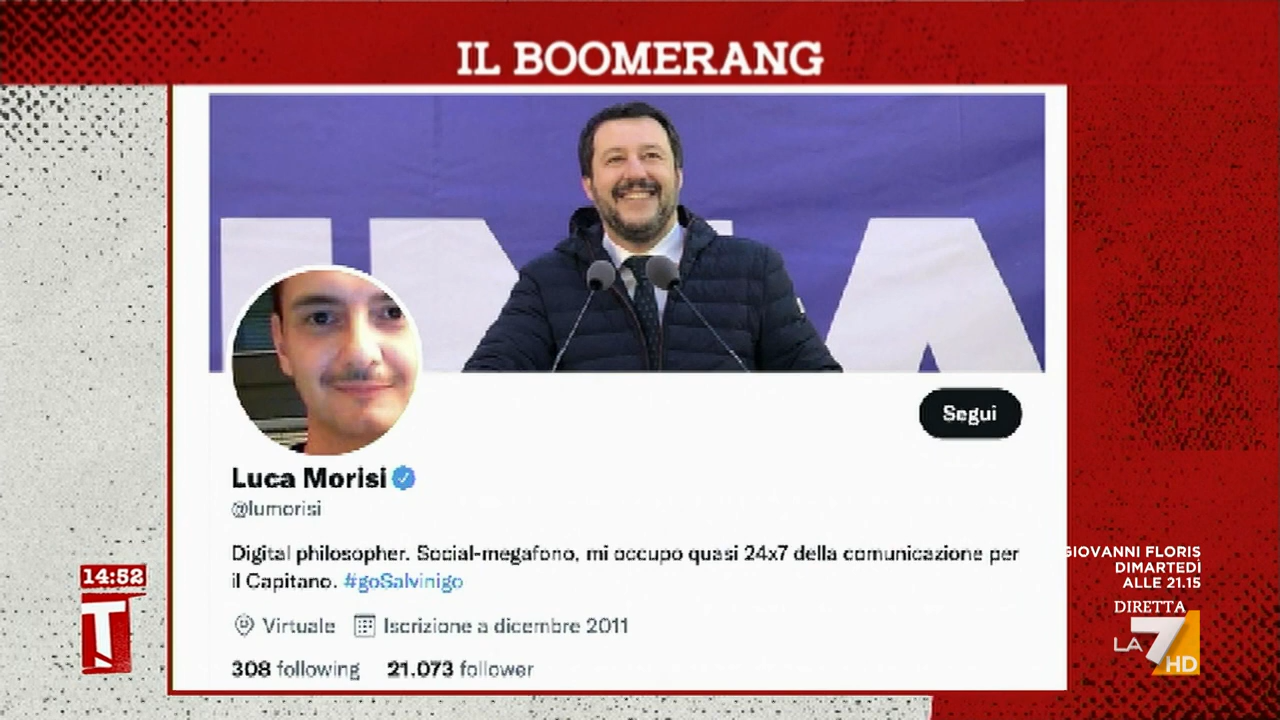 IL BOOMERANG
Segui
Luca Morisi
@lumorisi
Digital philosopher. Social-megafono, mi occupo quasi 24x7 della comunicazione per
il Capitano. #goSalvinigo
Virtuale Iscrizione a dicembre 2011
308 following 21.073 follower
14:52
T
GIOVANNI FLORIS
DIMARTEDÌ
ALLE 21.15
DIRETTA
LA 7 HD